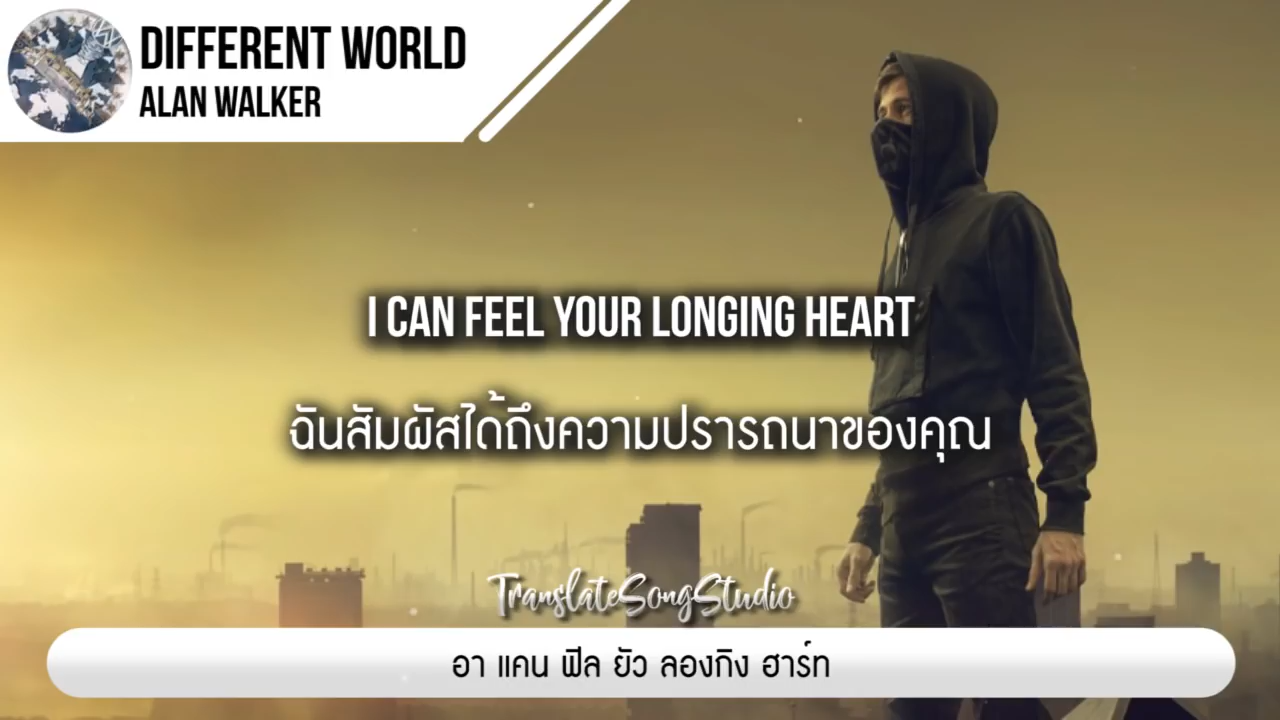 DIFFERENT WORLD
ALAN WALKER
I CAN FEEL YOUR LONGING HEART
ฉันสัมผัสได้ถึงความปรารถนาของคุณ
TranslateSongStudio
อา แคน ฟิล ยัว ลองกิง ฮาร์ท